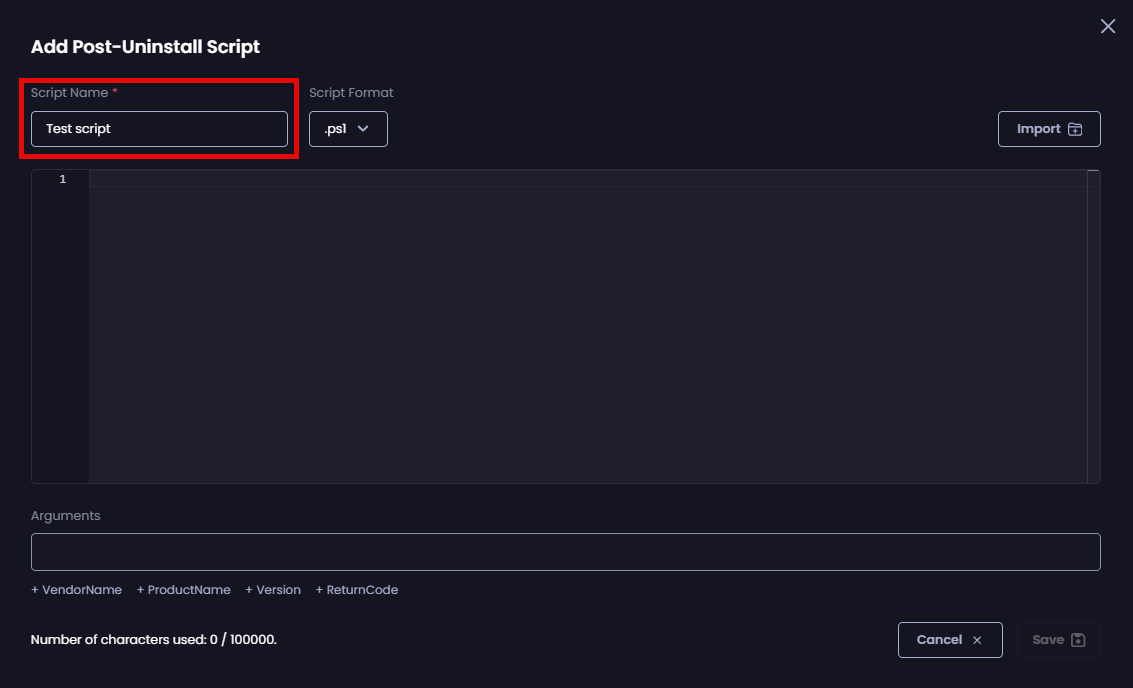 Add Post-Uninstall Script
Script Name *
Script Format
Test script
.ps1
Import
1
Arguments
+ VendorName + ProductName + Version + ReturnCode
Number of characters used: 0 / 100000.
Cancel
Save